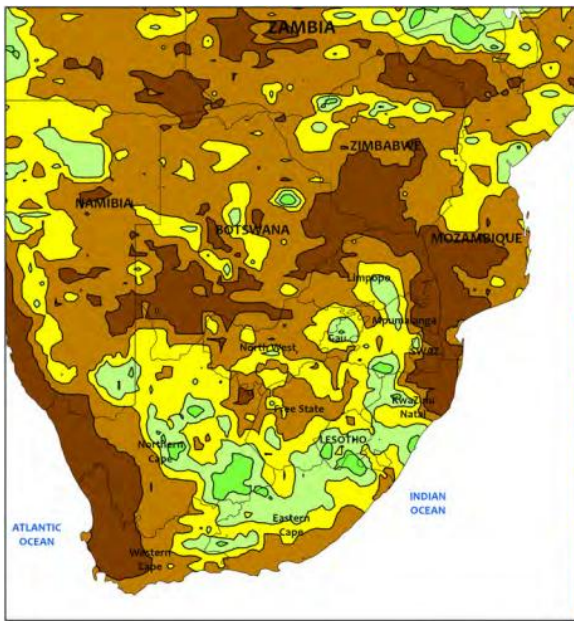 ZAMBIA
ZIMBABWE
NAMIBIA
BOTSWANA
MOZAMBIQUE
Limpopo
Mpumalanga
Gau
North West
SWAZ
Free State
KwaZulu
Natal
Northern
Cape
LESOTHO
INDIAN
OCEAN
Eastern
Cape
ATLANTIC
OCEAN
Western
Cape